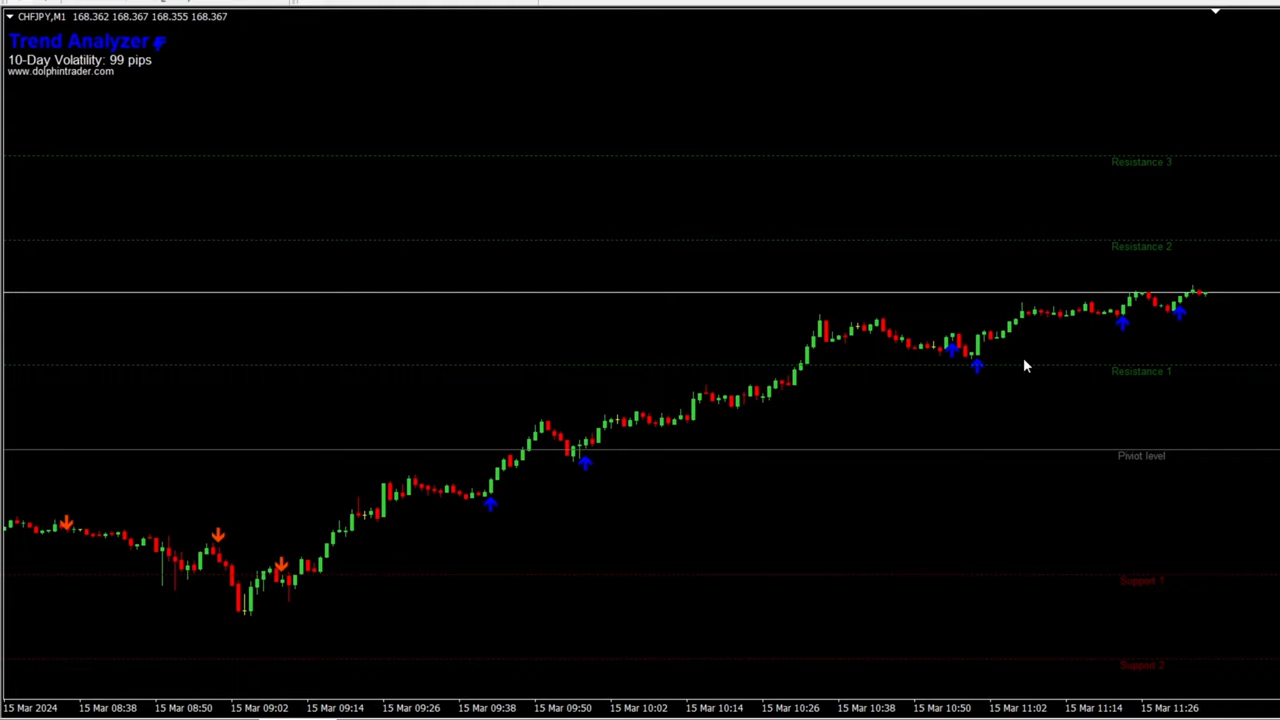 CHFJPY,M1 168.362 168.367 168.355 168.367
Trend Analyzer
10-Day Volatility: 99 pips
www.dolphintrader.com
Resistance 3
Resistance 2
Resistance 1
Piviot level
Support 1
Support 2
15 Mar 2024 15 Mar 08:38 15 Mar 08:50 15 Mar 09:02 15 Mar 09:14 15 Mar 09:26 15 Mar 09:38 15 Mar 09:50 15 Mar 10:02 15 Mar 10:14 15 Mar 10:26 15 Mar 10:38 15 Mar 10:50 15 Mar 11:02 15 Mar 11:14 15 Mar 11:26